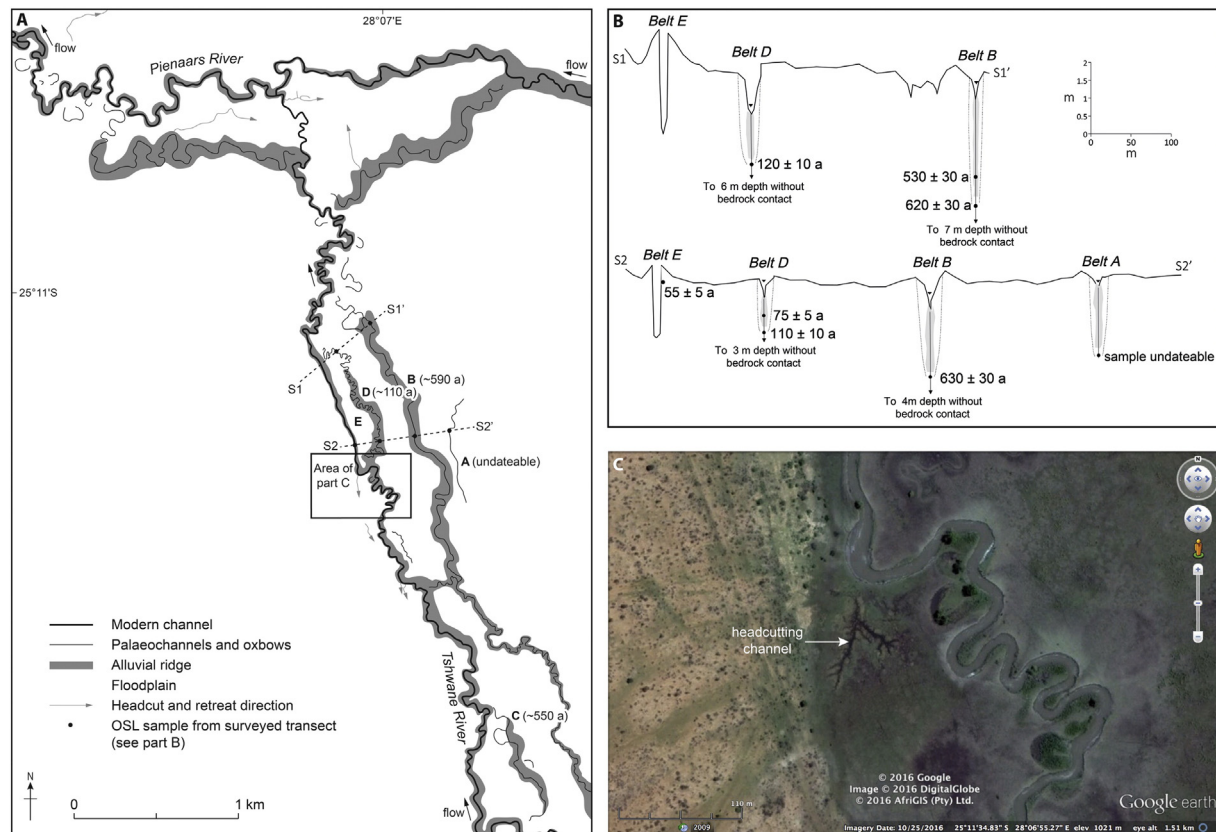 A
28°07'E
flow
Pienaars River
flow
25°11'S
S1'
S1
B (~590 a)
D (~110 a)
E
S2'
S2
A (undateable)
Area of
part C
Modern channel
Palaeochannels and oxbows
Alluvial ridge
Floodplain
Headcut and retreat direction
OSL sample from surveyed transect
(see part B)
Tshwane River
C (~550 a)
N
0 1 km
flow
B
Belt E
S1
Belt D
Belt B
S1'
2
1.5
m 1
0.5
0
0 50 100
m
120 ± 10 a
To 6 m depth without
bedrock contact
530 ± 30 a
620 ± 30 a
To 7 m depth without
bedrock contact
Belt E
S2
Belt D
Belt B
Belt A
S2'
55 ± 5 a
75 ± 5 a
110 ± 10 a
To 3 m depth without
bedrock contact
sample undateable
630 ± 30 a
To 4m depth without
bedrock contact
C
headcutting
channel
© 2016 Google
Image © 2016 DigitalGlobe
© 2016 AfriGIS (Pty) Ltd.
110 m
Google earth
2009
Imagery Date: 10/25/2016 25°11'34.83" S 28°06'55.27" E elev 1021 m eye alt 1.51 km